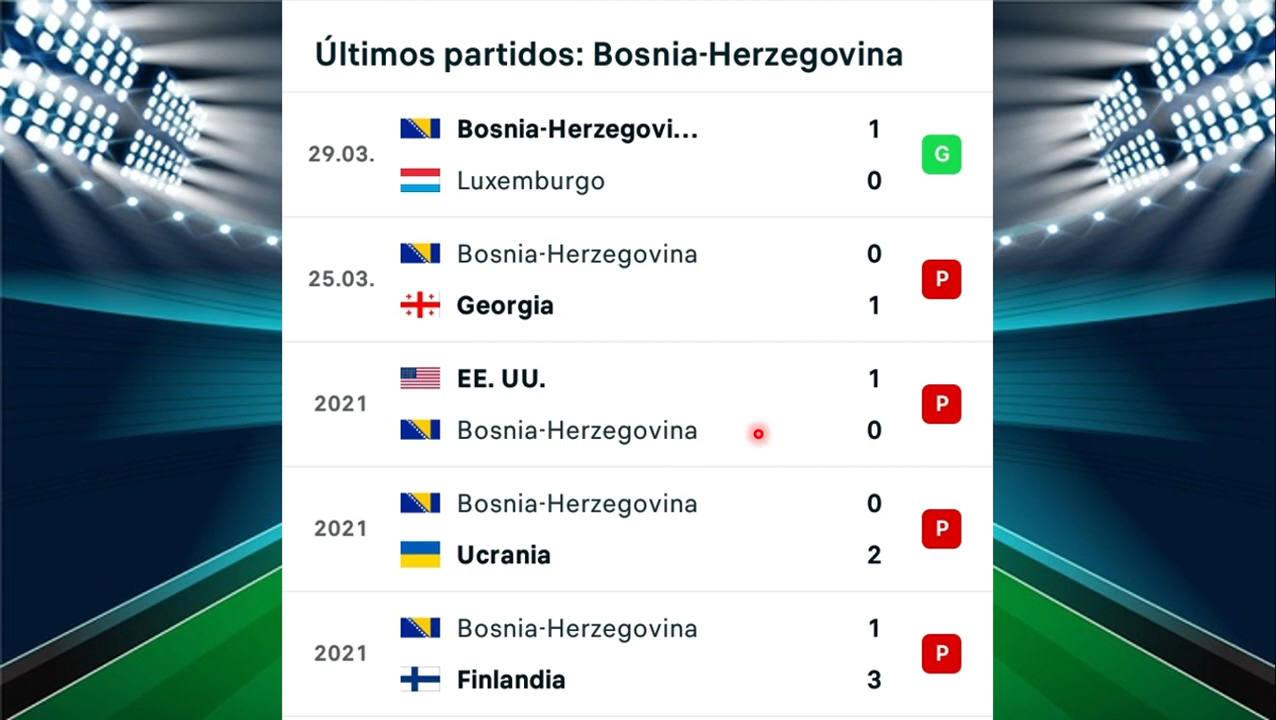 Últimos partidos: Bosnia-Herzegovina
29.03.
Bosnia-Herzegovi... 1
Luxemburgo 0
G
25.03.
Bosnia-Herzegovina 0
Georgia 1
P
2021
EE. UU. 1
Bosnia-Herzegovina 0
P
2021
Bosnia-Herzegovina 0
Ucrania 2
P
2021
Bosnia-Herzegovina 1
Finlandia 3
P